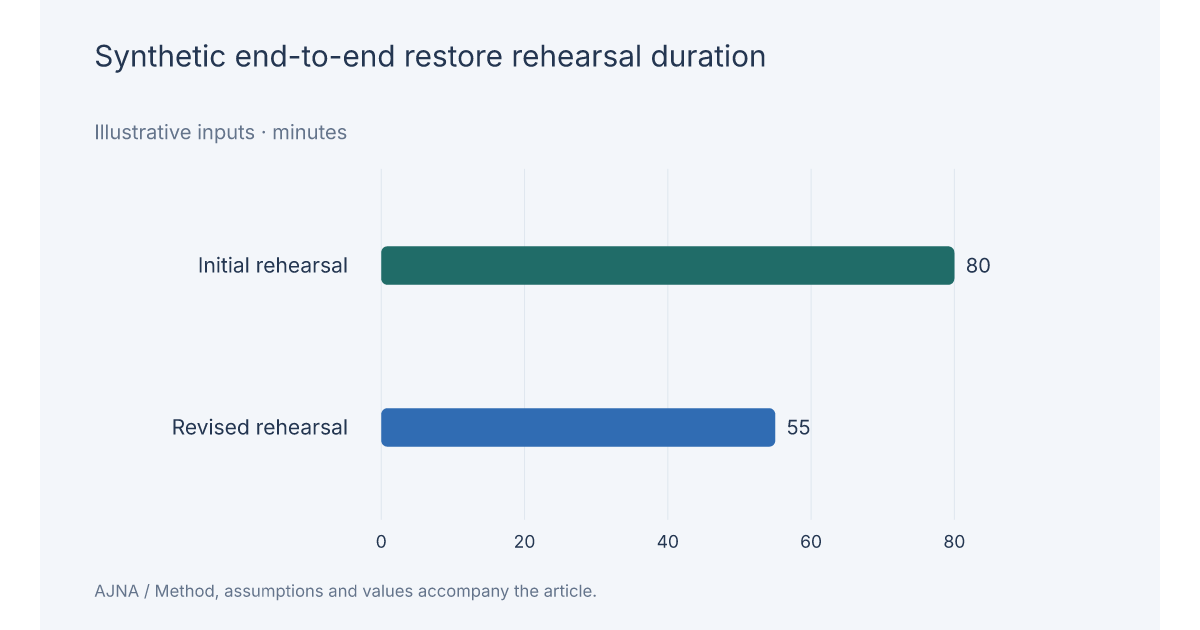 Synthetic end-to-end restore rehearsal duration
Illustrative inputs · minutes
Initial rehearsal 80
Revised rehearsal 55
0 20 40 60 80
AJNA / Method, assumptions and values accompany the article.